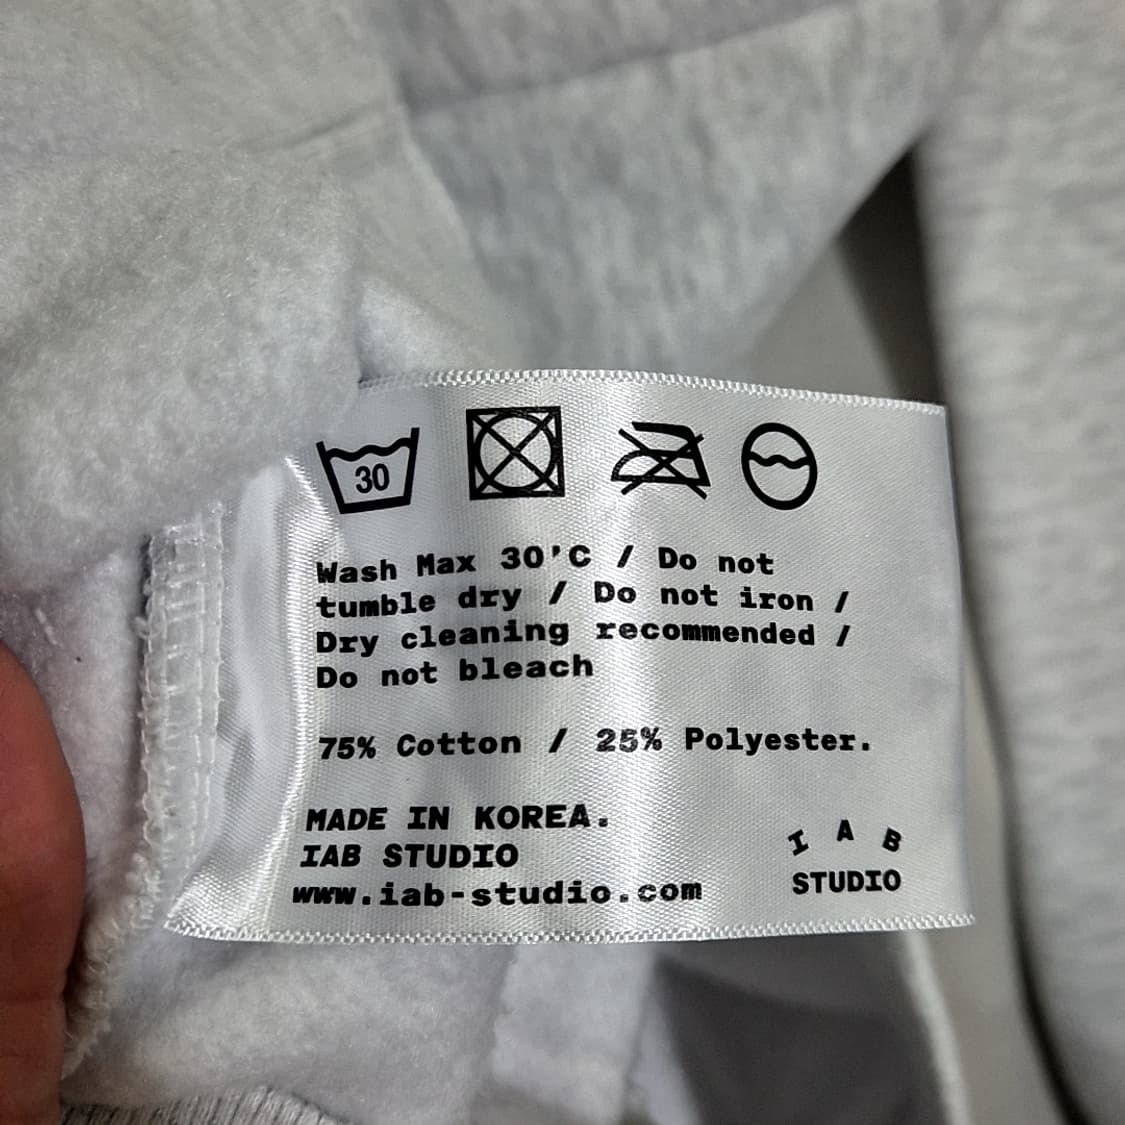 30
Wash Max 30'C / Do not
tumble dry / Do not iron /
Dry cleaning recommended /
Do not bleach
75% Cotton / 25% Polyester.
MADE IN KOREA.
IAB STUDIO
www.iab-studio.com
I A B
STUDIO